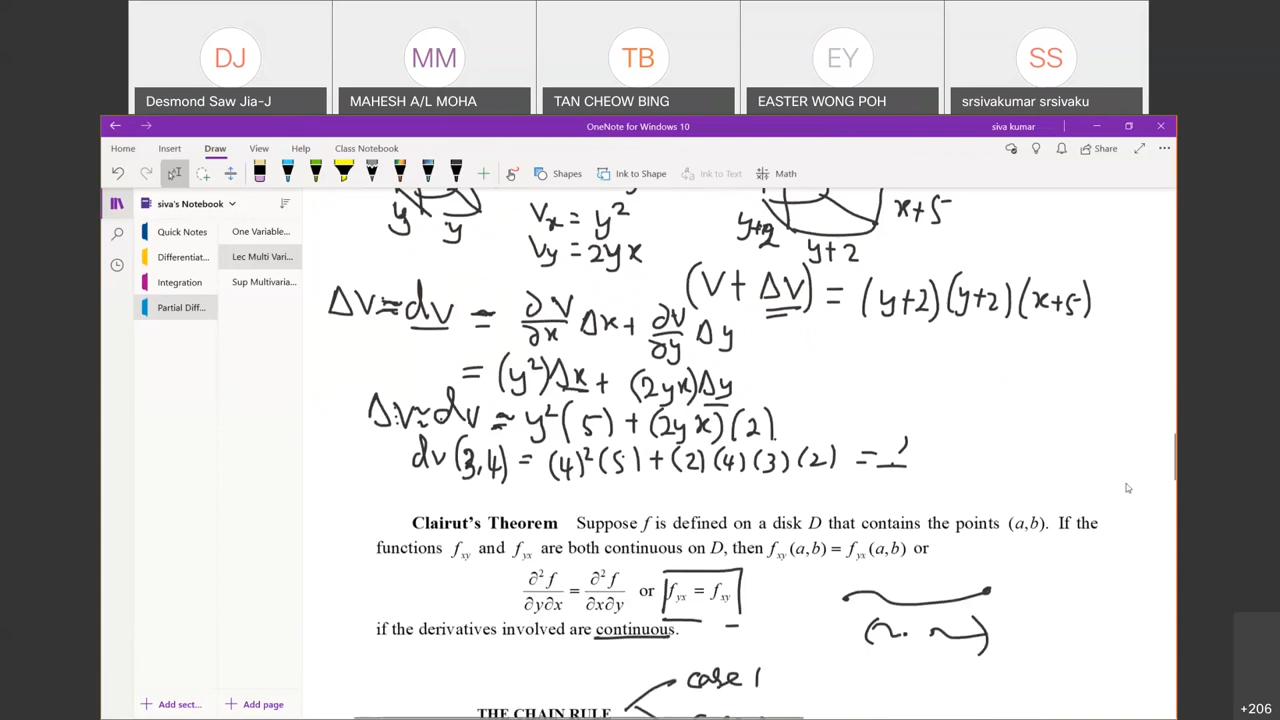 DJ
MM
TB
EY
SS
Desmond Saw Jia-J
MAHESH A/L MOHA
TAN CHEOW BING
EASTER WONG POH
srsivakumar srsivaku
OneNote for Windows 10
siva kumar
Home Insert Draw View Help Class Notebook
Share
Shapes
Ink to Shape
Ink to Text
Math
siva's Notebook
Quick Notes
Differentiat...
Integration
Partial Diff...
One Variable...
Lec Multi Vari...
Sup Multivaria...
y y
Vx = y²
Vy = 2yx
y+2
y+2
x+5
(V + ΔV) = (y+2)(y+2)(x+5)
ΔV ≈ dV = ∂V/∂x Δx + ∂V/∂y Δy
= (y²)Δx + (2yx)Δy
ΔV ≈ dV ≈ y²(5) + (2yx)(2)
dV(3,4) = (4)²(5) + (2)(4)(3)(2) =
Clairut's Theorem Suppose f is defined on a disk D that contains the points (a,b). If the
functions f_xy and f_yx are both continuous on D, then f_xy(a,b) = f_yx(a,b) or
∂²f/∂y∂x = ∂²f/∂x∂y or f_yx = f_xy
if the derivatives involved are continuous.
case 1
THE CHAIN RULE
Add sect...
Add page
+206